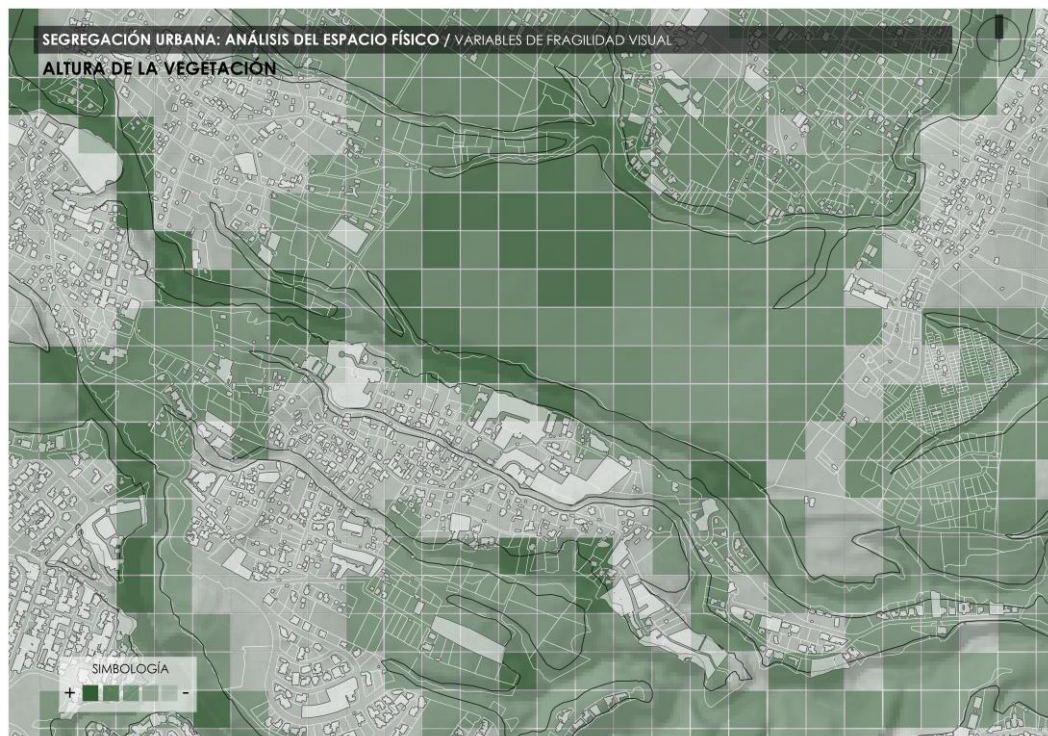 SEGREGACIÓN URBANA: ANÁLISIS DEL ESPACIO FÍSICO / VARIABLES DE FRAGILIDAD VISUAL
ALTURA DE LA VEGETACIÓN
SIMBOLOGÍA
+ -